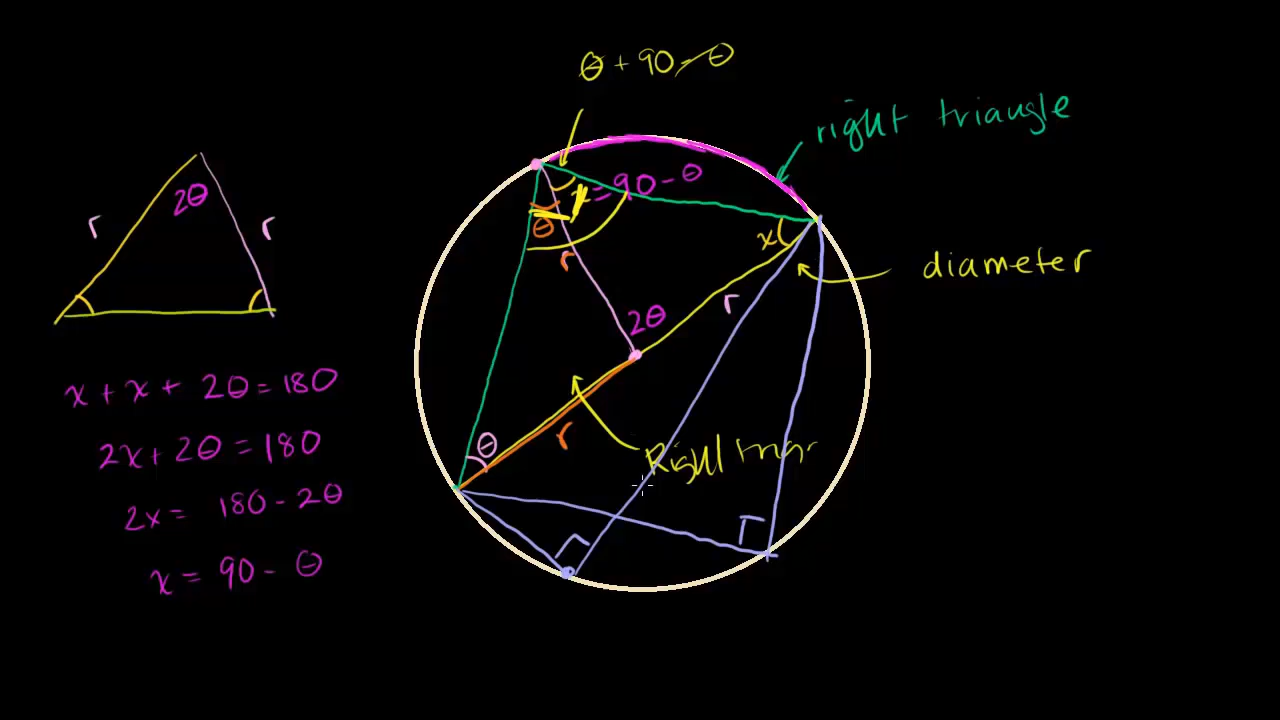 θ + 90 - θ
right triangle
2θ
r
r
x = 90 - θ
θ
r
x
diameter
r
2θ
x + x + 2θ = 180
2x + 2θ = 180
θ
r
Right
2x = 180 - 2θ
x = 90 - θ